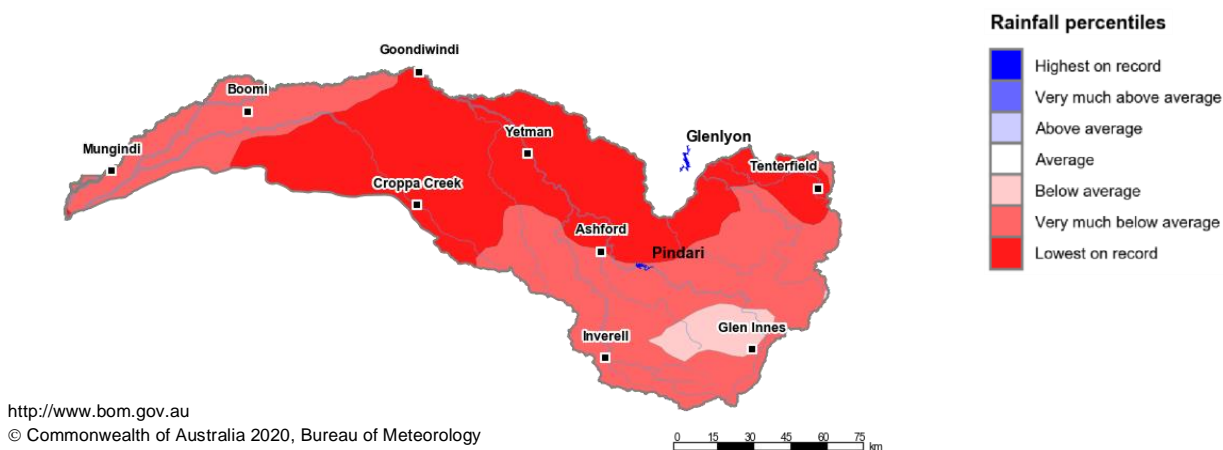 Rainfall percentiles
Highest on record
Very much above average
Above average
Average
Below average
Very much below average
Lowest on record
Goondiwindi
Boomi
Mungindi
Yetman
Glenlyon
Tenterfield
Croppa Creek
Ashford
Pindari
Glen Innes
Inverell
http://www.bom.gov.au
© Commonwealth of Australia 2020, Bureau of Meteorology
0 15 30 45 60 75
km